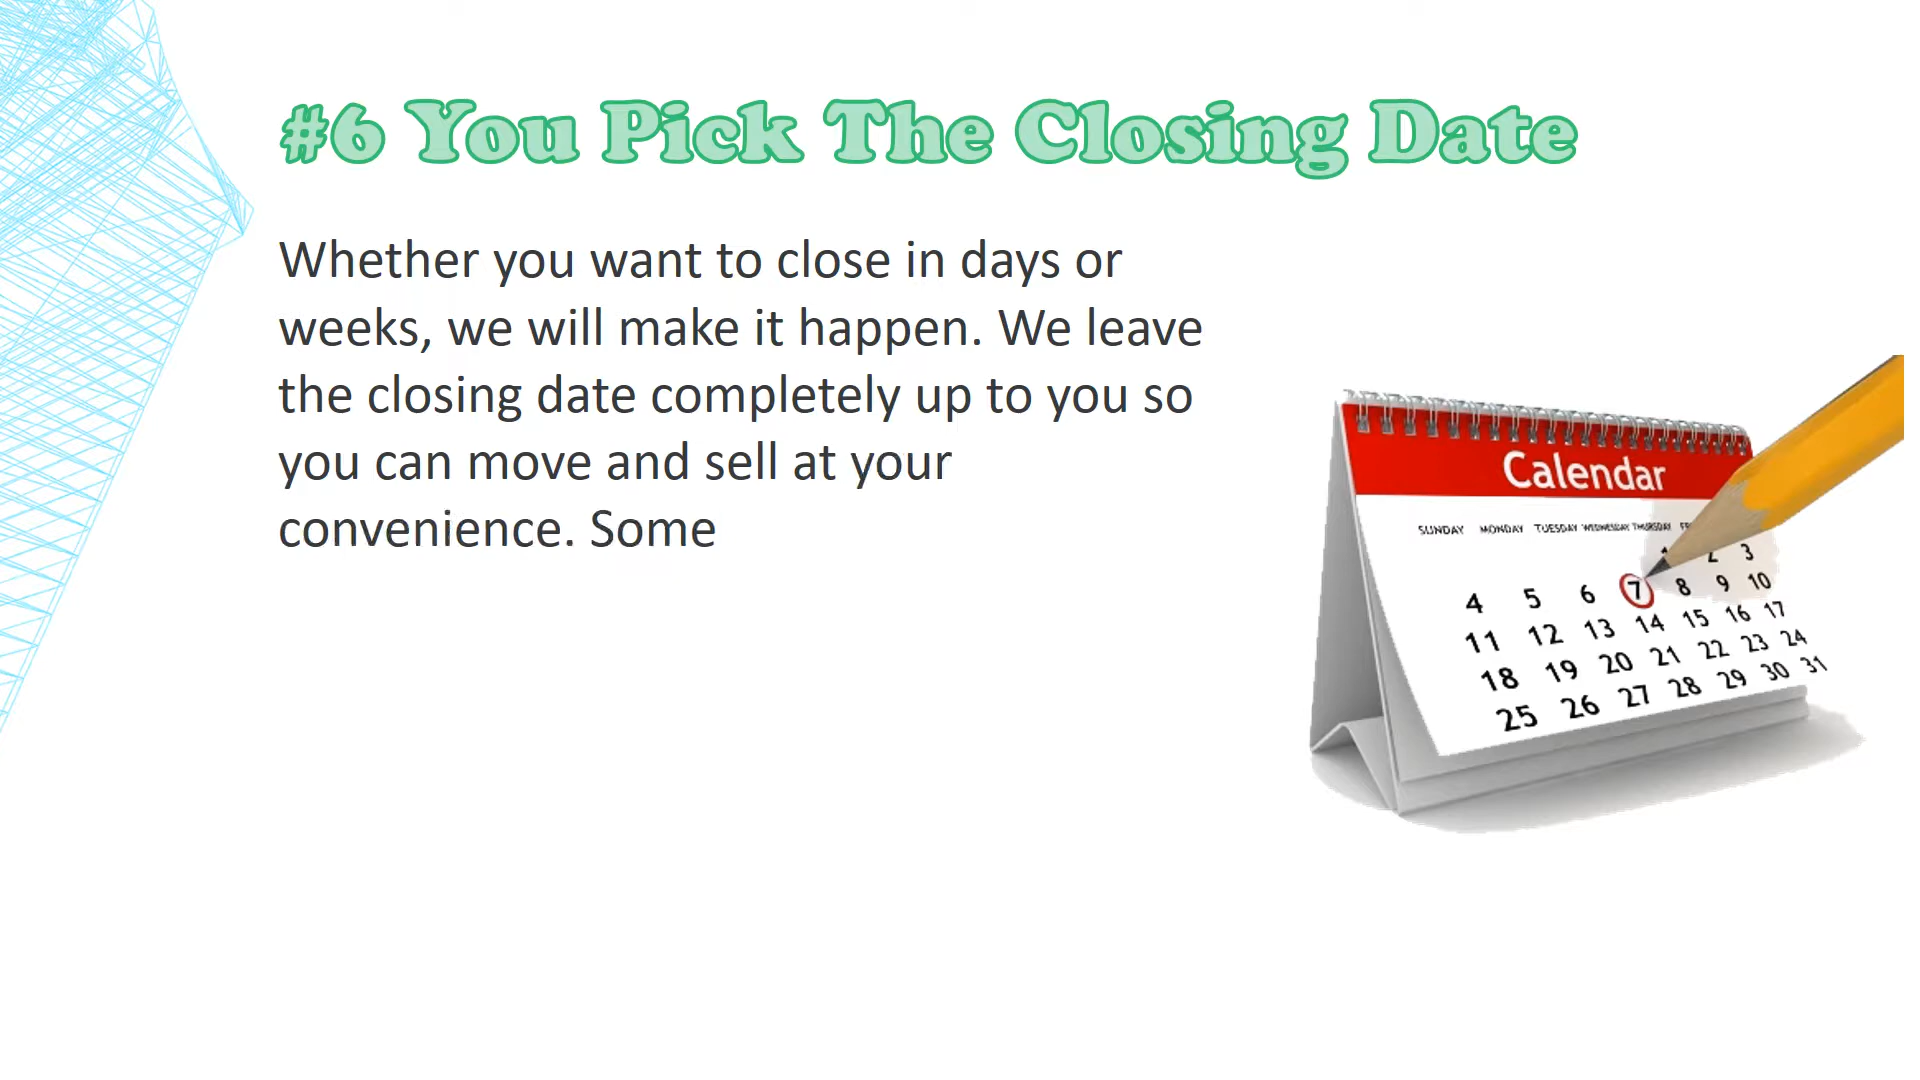 #6 You Pick The Closing Date
Whether you want to close in days or
weeks, we will make it happen. We leave
the closing date completely up to you so
you can move and sell at your
convenience. Some
Calendar
SUNDAY MONDAY TUESDAY WEDNESDAY THURSDAY
2 3
4 5 6 7 8 9 10
11 12 13 14 15 16 17
18 19 20 21 22 23 24
25 26 27 28 29 30 31